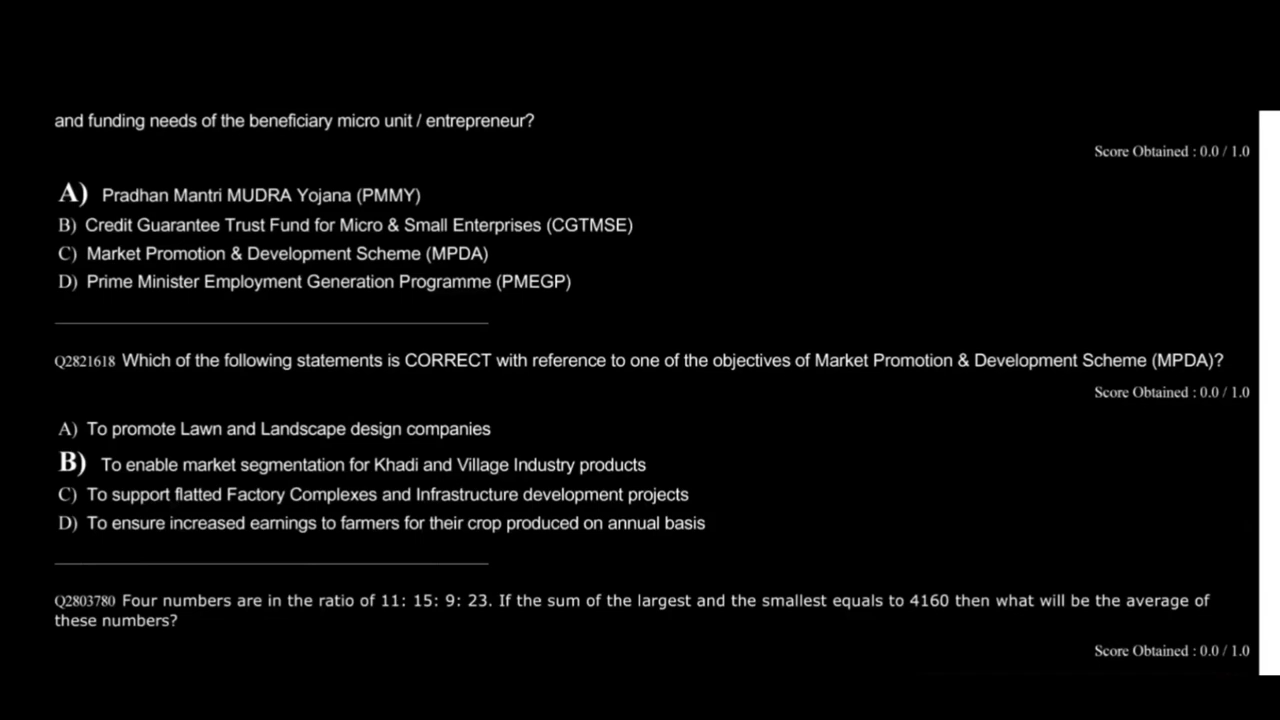 and funding needs of the beneficiary micro unit / entrepreneur?
Score Obtained : 0.0 / 1.0
A) Pradhan Mantri MUDRA Yojana (PMMY)
B) Credit Guarantee Trust Fund for Micro & Small Enterprises (CGTMSE)
C) Market Promotion & Development Scheme (MPDA)
D) Prime Minister Employment Generation Programme (PMEGP)
Q2821618 Which of the following statements is CORRECT with reference to one of the objectives of Market Promotion & Development Scheme (MPDA)?
Score Obtained : 0.0 / 1.0
A) To promote Lawn and Landscape design companies
B) To enable market segmentation for Khadi and Village Industry products
C) To support flatted Factory Complexes and Infrastructure development projects
D) To ensure increased earnings to farmers for their crop produced on annual basis
Q2803780 Four numbers are in the ratio of 11: 15: 9: 23. If the sum of the largest and the smallest equals to 4160 then what will be the average of
these numbers?
Score Obtained : 0.0 / 1.0